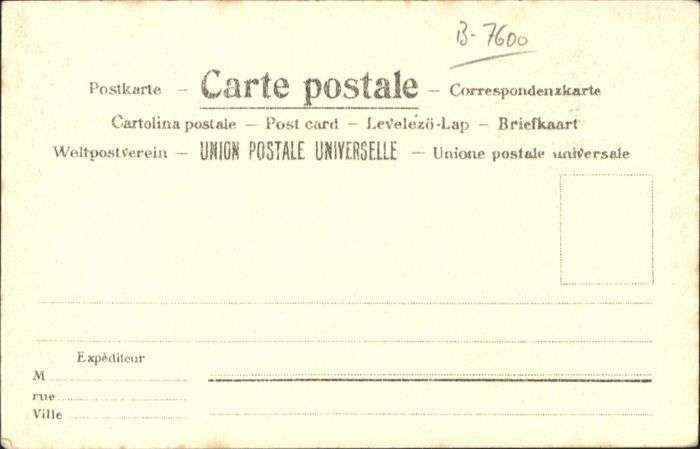 B-7600
Postkarte — Carte postale — Correspondenzkarte
Cartolina postale — Post card — Levelezö-Lap — Briefkaart
Weltpostverein — UNION POSTALE UNIVERSELLE — Unione postale universale
Expéditeur
M
rue
Ville